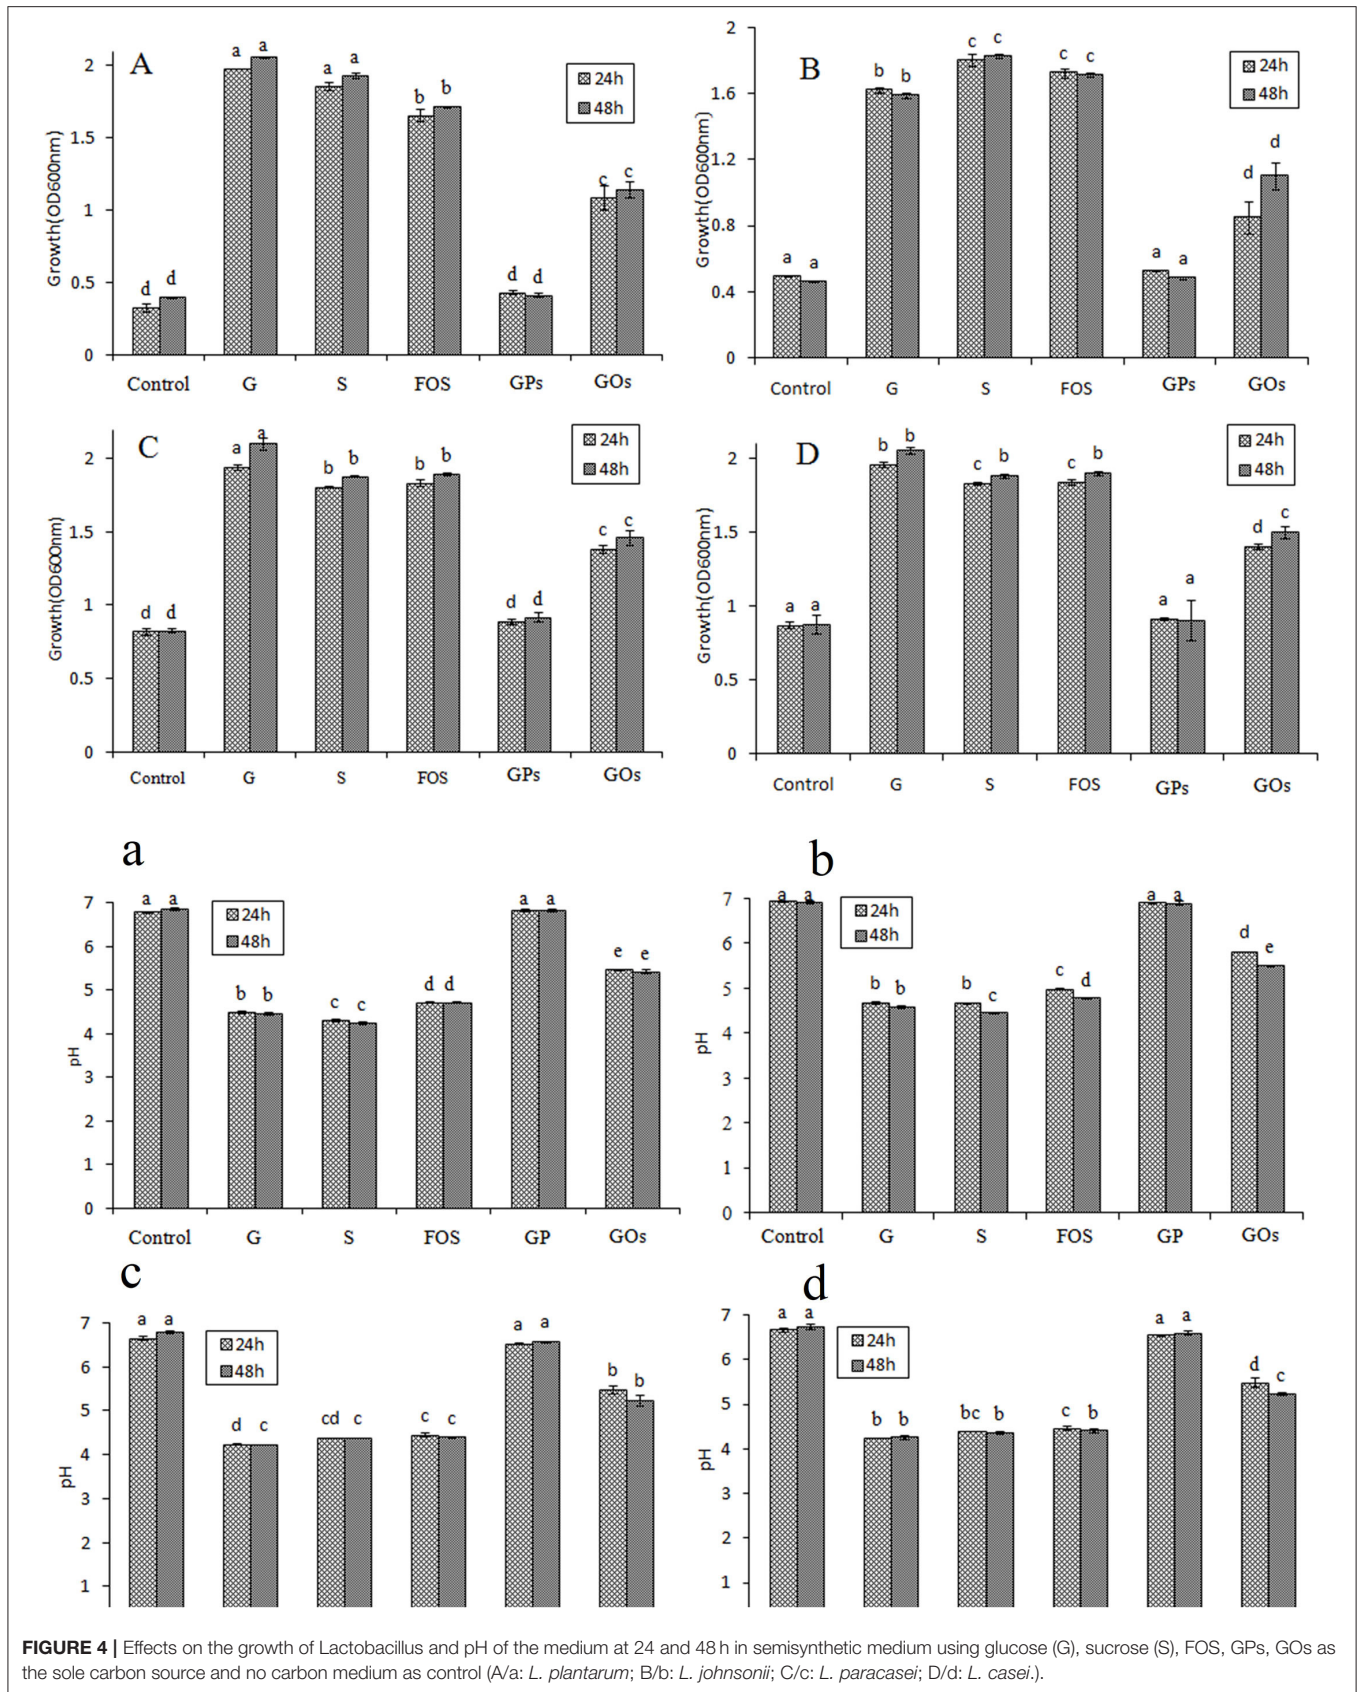 A
24h
48h
Growth(OD600nm)
2
1.5
1
0.5
0
d d
a a
a a
b b
d d
c c
Control G S FOS GPs GOs
B
24h
48h
Growth(OD600nm)
2
1.6
1.2
0.8
0.4
0
a a
b b
c c
c c
a a
d d
Control G S FOS GPs GOs
C
24h
48h
Growth(OD600nm)
2
1.5
1
0.5
0
d d
a a
b b
b b
d d
c c
Control G S FOS GPs GOs
D
24h
48h
Growth(OD600nm)
2
1.5
1
0.5
0
a a
b b
c b
c b
a a
d c
Control G S FOS GPs GOs
a
24h
48h
pH
7
6
5
4
3
2
1
0
a a
b b
c c
d d
a a
e e
Control G S FOS GP GOs
b
24h
48h
pH
7
6
5
4
3
2
1
0
a a
b b
b c
c d
a a
d e
Control G S FOS GP GOs
c
24h
48h
pH
7
6
5
4
3
2
1
a a
d c
cd c
c c
a a
b b
d
24h
48h
pH
7
6
5
4
3
2
1
a a
b b
bc b
c b
a a
d c
FIGURE 4 | Effects on the growth of Lactobacillus and pH of the medium at 24 and 48 h in semisynthetic medium using glucose (G), sucrose (S), FOS, GPs, GOs as
the sole carbon source and no carbon medium as control (A/a: L. plantarum; B/b: L. johnsonii; C/c: L. paracasei; D/d: L. casei.).